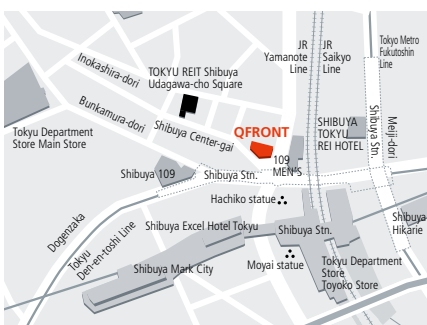 JR
Yamanote
Line
JR
Saikyo
Line
Tokyo Metro
Fukutoshin
Line
Inokashira-dori
TOKYU REIT Shibuya
Udagawa-cho Square
Bunkamura-dori
Shibuya Center-gai
QFRONT
SHIBUYA
TOKYU
REI HOTEL
Shibuya Stn.
Meiji-dori
Tokyu Department
Store Main Store
109
MEN'S
Shibuya 109
Shibuya Stn.
Hachiko statue
Dogenzaka
Tokyu
Den-en-toshi Line
Shibuya Excel Hotel Tokyu
Shibuya Stn.
Shibuya
Hikarie
Shibuya Mark City
Moyai statue
Tokyu Department
Store
Toyoko Store